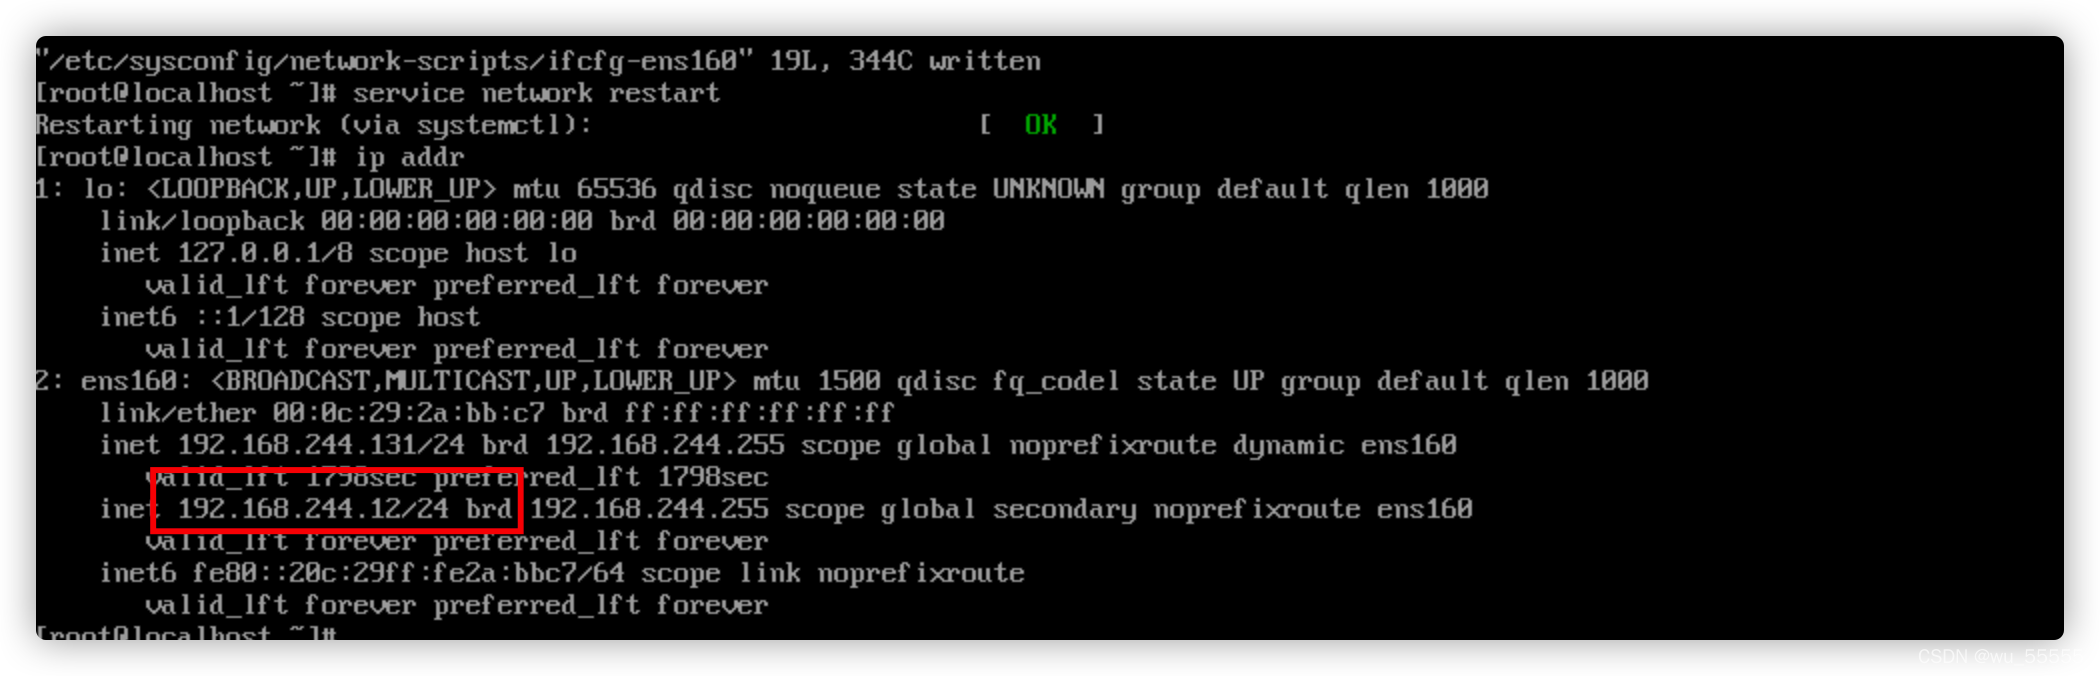 "/etc/sysconfig/network-scripts/ifcfg-ens160" 19L, 344C written
[root@localhost ~]# service network restart
Restarting network (via systemctl): [ OK ]
[root@localhost ~]# ip addr
1: lo: <LOOPBACK,UP,LOWER_UP> mtu 65536 qdisc noqueue state UNKNOWN group default qlen 1000
link/loopback 00:00:00:00:00:00 brd 00:00:00:00:00:00
inet 127.0.0.1/8 scope host lo
valid_lft forever preferred_lft forever
inet6 ::1/128 scope host
valid_lft forever preferred_lft forever
2: ens160: <BROADCAST,MULTICAST,UP,LOWER_UP> mtu 1500 qdisc fq_codel state UP group default qlen 1000
link/ether 00:0c:29:2a:bb:c7 brd ff:ff:ff:ff:ff:ff
inet 192.168.244.131/24 brd 192.168.244.255 scope global noprefixroute dynamic ens160
valid_lft 1798sec preferred_lft 1798sec
inet 192.168.244.12/24 brd 192.168.244.255 scope global secondary noprefixroute ens160
valid_lft forever preferred_lft forever
inet6 fe80::20c:29ff:fe2a:bbc7/64 scope link noprefixroute
valid_lft forever preferred_lft forever
[root@localhost ~]#
CSDN